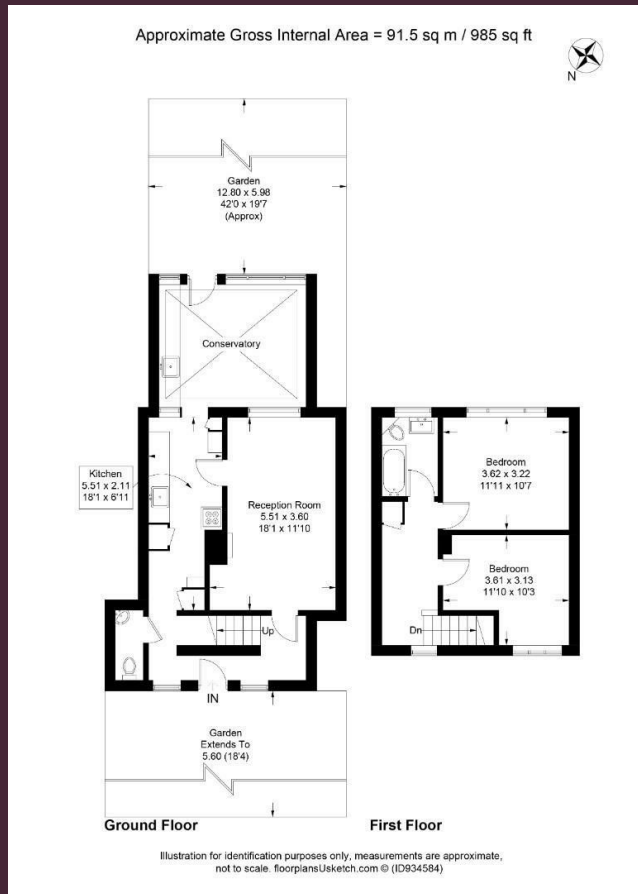 Approximate Gross Internal Area = 91.5 sq m / 985 sq ft
N
Garden
12.80 x 5.98
42'0 x 19'7
(Approx)
Conservatory
Kitchen
5.51 x 2.11
18'1 x 6'11
Reception Room
5.51 x 3.60
18'1 x 11'10
Up
IN
Garden
Extends To
5.60 (18'4)
Ground Floor
Bedroom
3.62 x 3.22
11'11 x 10'7
Bedroom
3.61 x 3.13
11'10 x 10'3
Dn
First Floor
Illustration for identification purposes only, measurements are approximate,
not to scale. floorplansUsketch.com © (ID934584)